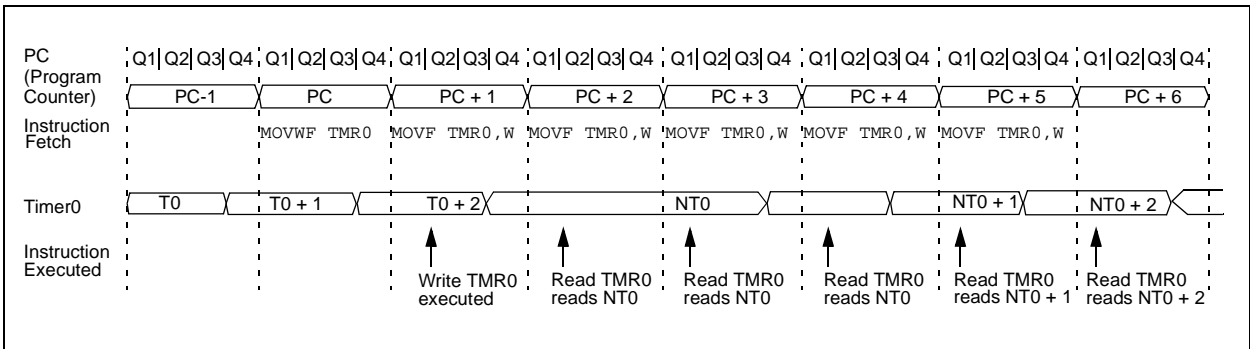 PC
(Program
Counter)
Q1 Q2 Q3 Q4 Q1 Q2 Q3 Q4 Q1 Q2 Q3 Q4 Q1 Q2 Q3 Q4 Q1 Q2 Q3 Q4 Q1 Q2 Q3 Q4 Q1 Q2 Q3 Q4 Q1 Q2 Q3 Q4
PC-1 PC PC + 1 PC + 2 PC + 3 PC + 4 PC + 5 PC + 6
Instruction
Fetch
MOVWF TMR0 MOVF TMR0,W MOVF TMR0,W MOVF TMR0,W MOVF TMR0,W MOVF TMR0,W
Timer0 T0 T0 + 1 T0 + 2 NT0 NT0 + 1 NT0 + 2
Instruction
Executed
Write TMR0
executed
Read TMR0
reads NT0
Read TMR0
reads NT0
Read TMR0
reads NT0
Read TMR0
reads NT0 + 1
Read TMR0
reads NT0 + 2